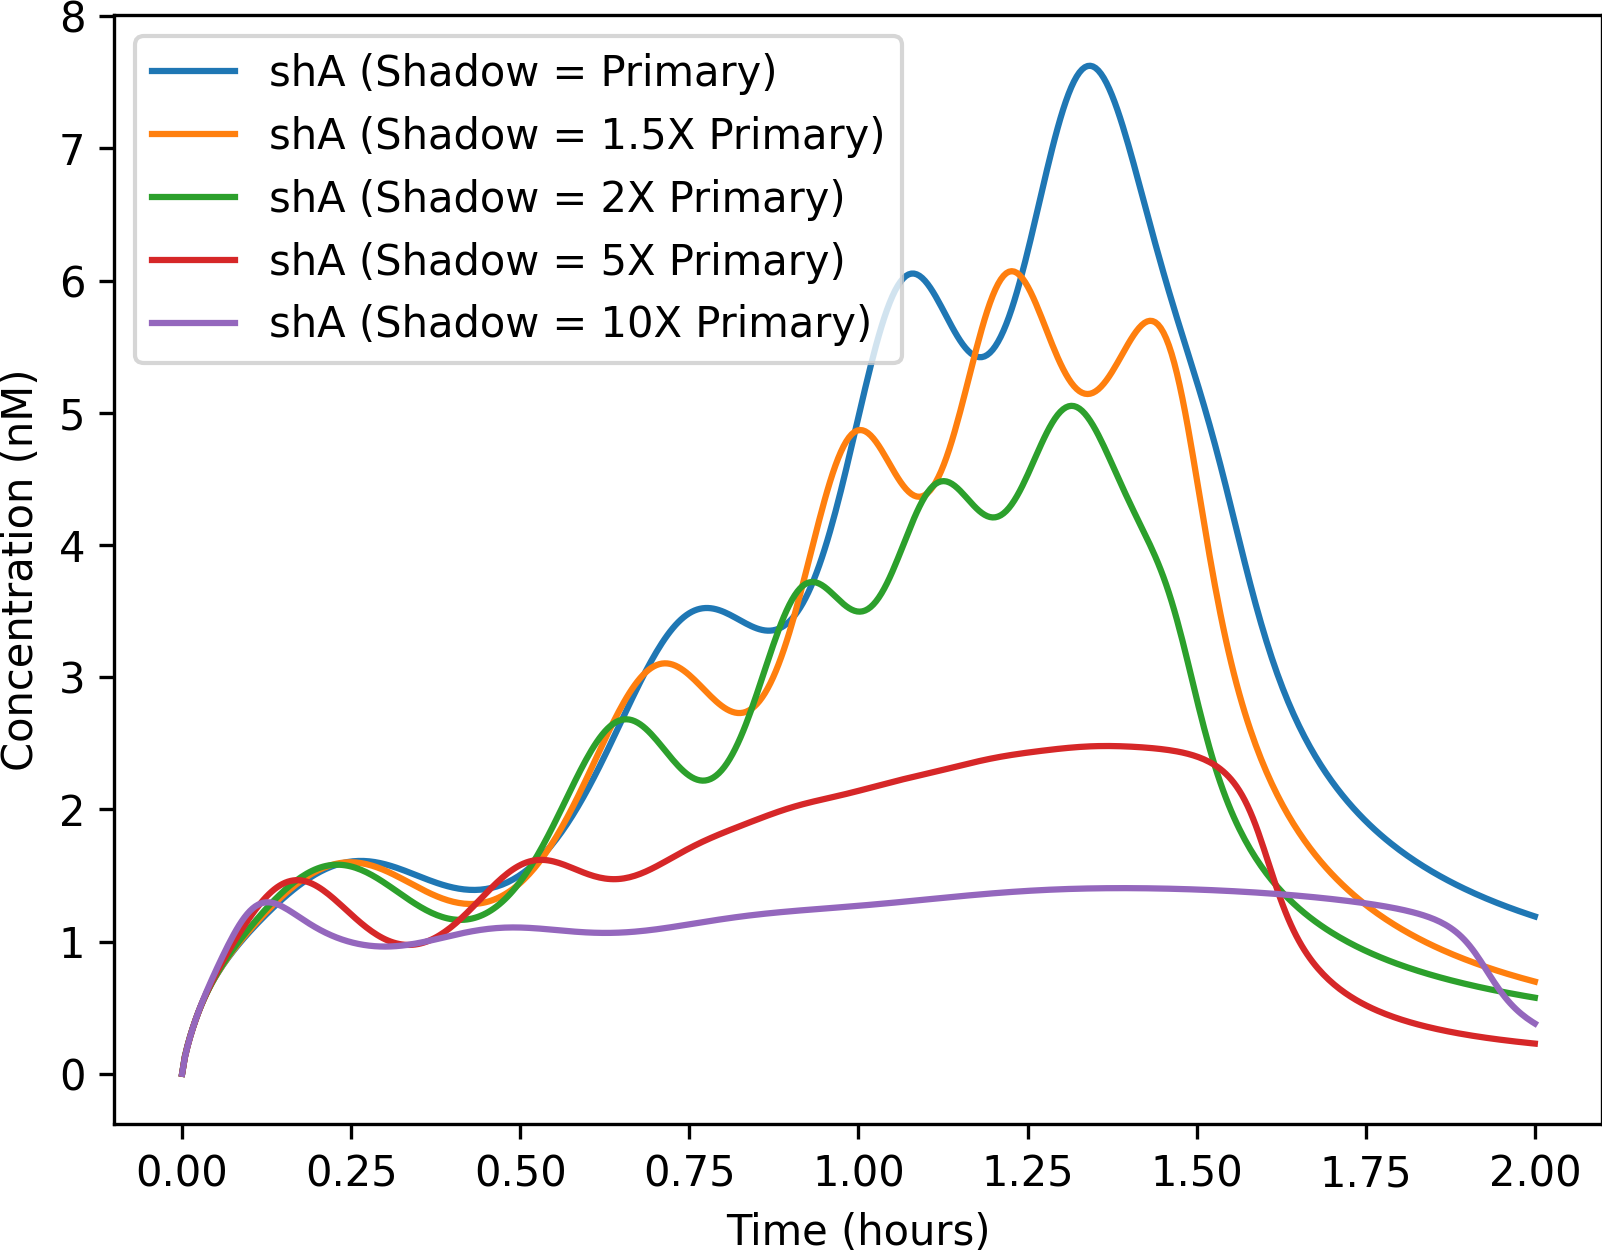 shA (Shadow = Primary)
shA (Shadow = 1.5X Primary)
shA (Shadow = 2X Primary)
shA (Shadow = 5X Primary)
shA (Shadow = 10X Primary)
8
7
6
5
4
3
2
1
0
Concentration (nM)
0.00 0.25 0.50 0.75 1.00 1.25 1.50 1.75 2.00
Time (hours)